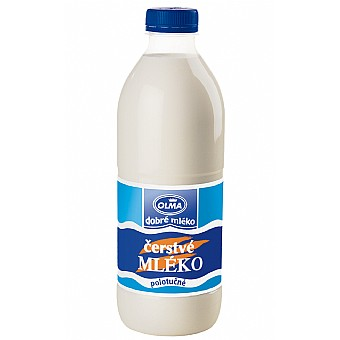 OLMA
dobré mléko
čerstvé
MLÉKO
polotučné